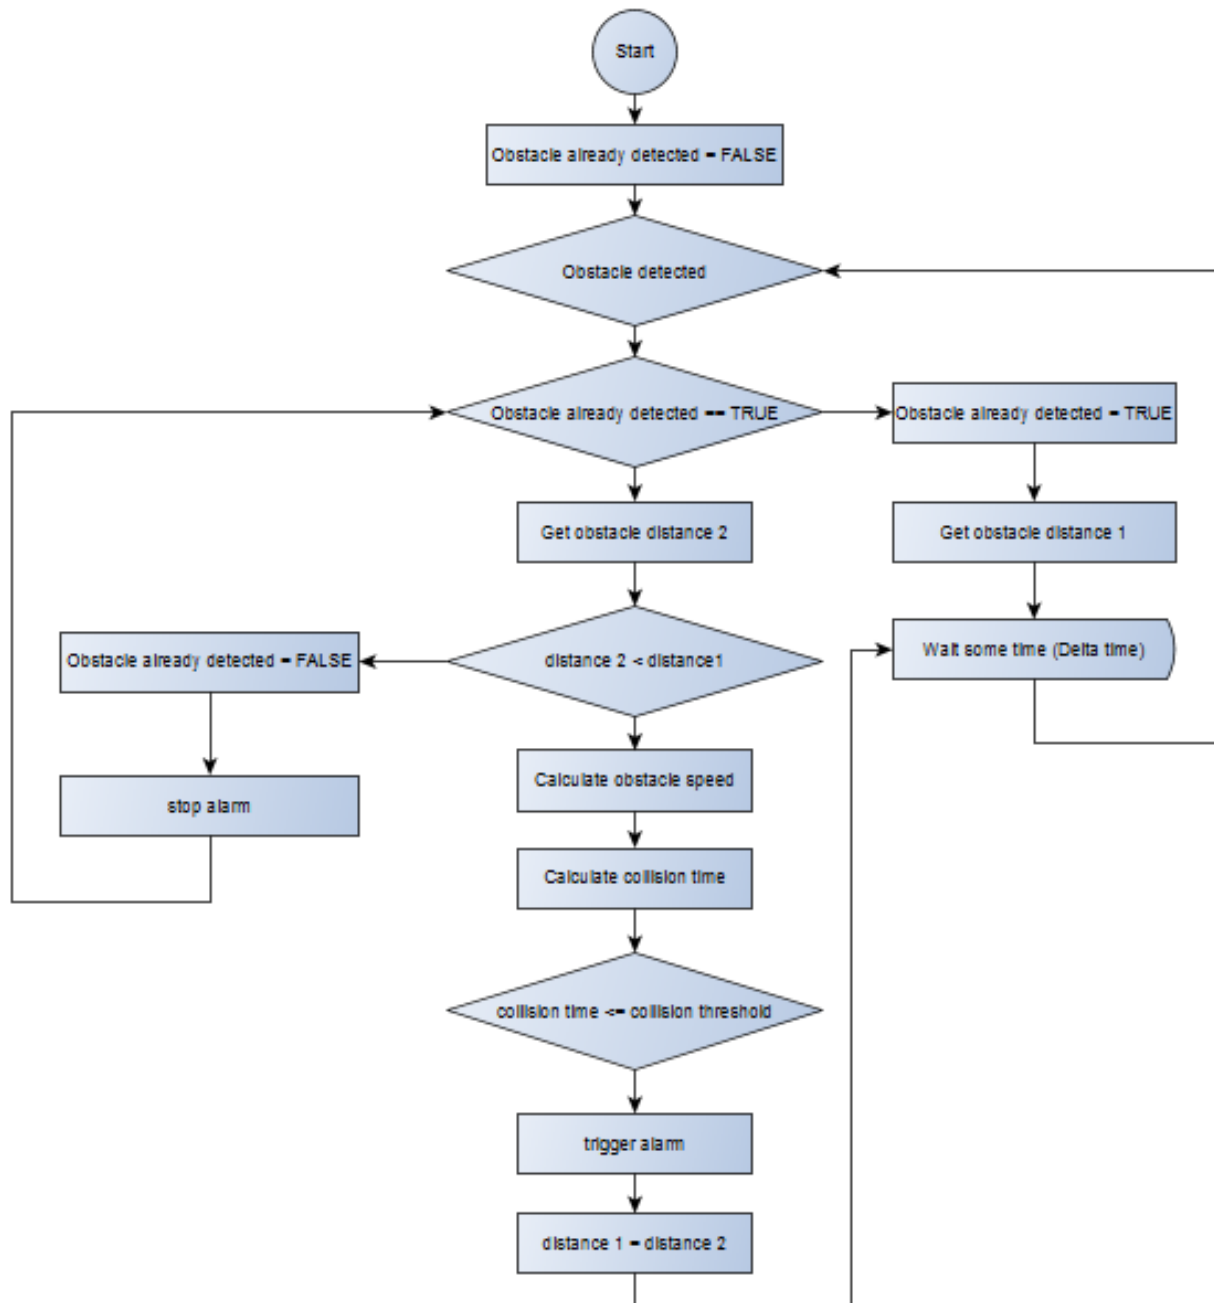 Start
Obstacle already detected = FALSE
Obstacle detected
Obstacle already detected == TRUE
Obstacle already detected = TRUE
Get obstacle distance 2
Get obstacle distance 1
Wait some time (Delta time)
Obstacle already detected = FALSE
distance 2 < distance1
Calculate obstacle speed
stop alarm
Calculate collision time
collision time <= collision threshold
trigger alarm
distance 1 = distance 2